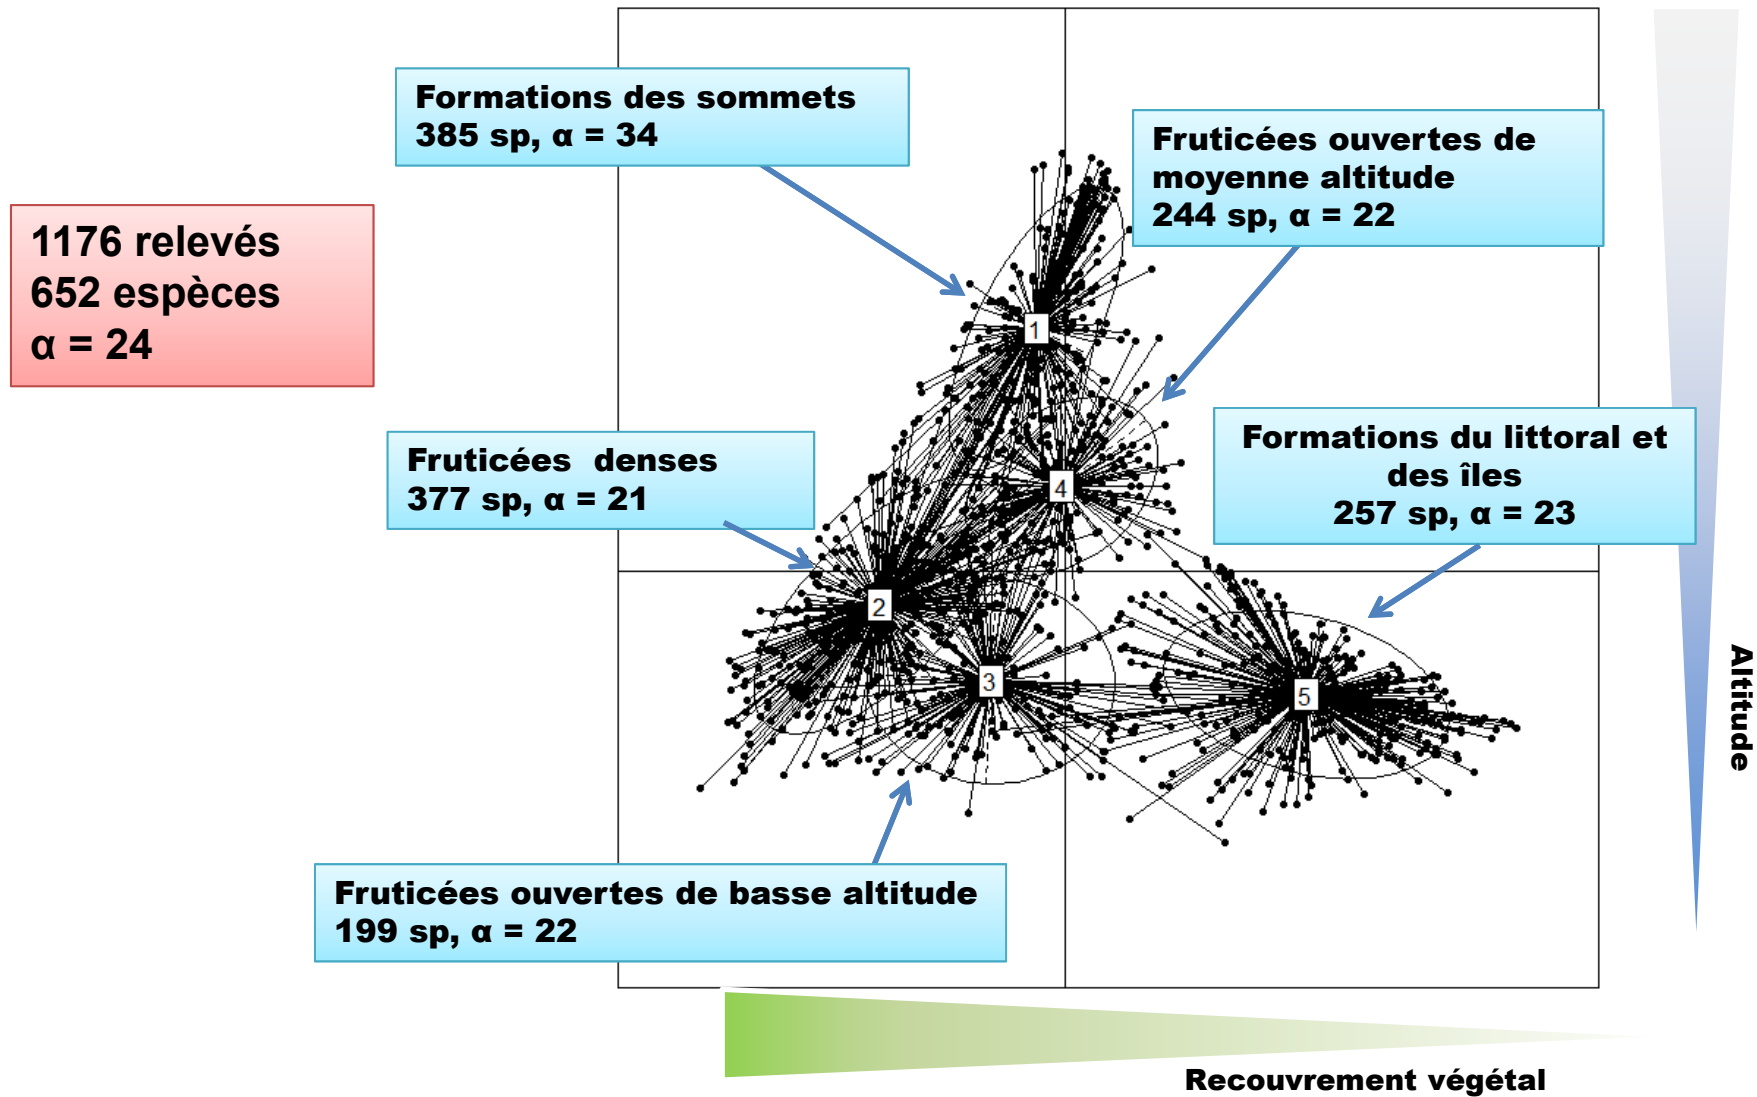 Formations des sommets
385 sp, α = 34
Fruticées ouvertes de
moyenne altitude
244 sp, α = 22
1176 relevés
652 espèces
α = 24
1
Formations du littoral et
des îles
257 sp, α = 23
Fruticées denses
377 sp, α = 21
4
2
3
5
Altitude
Fruticées ouvertes de basse altitude
199 sp, α = 22
Recouvrement végétal